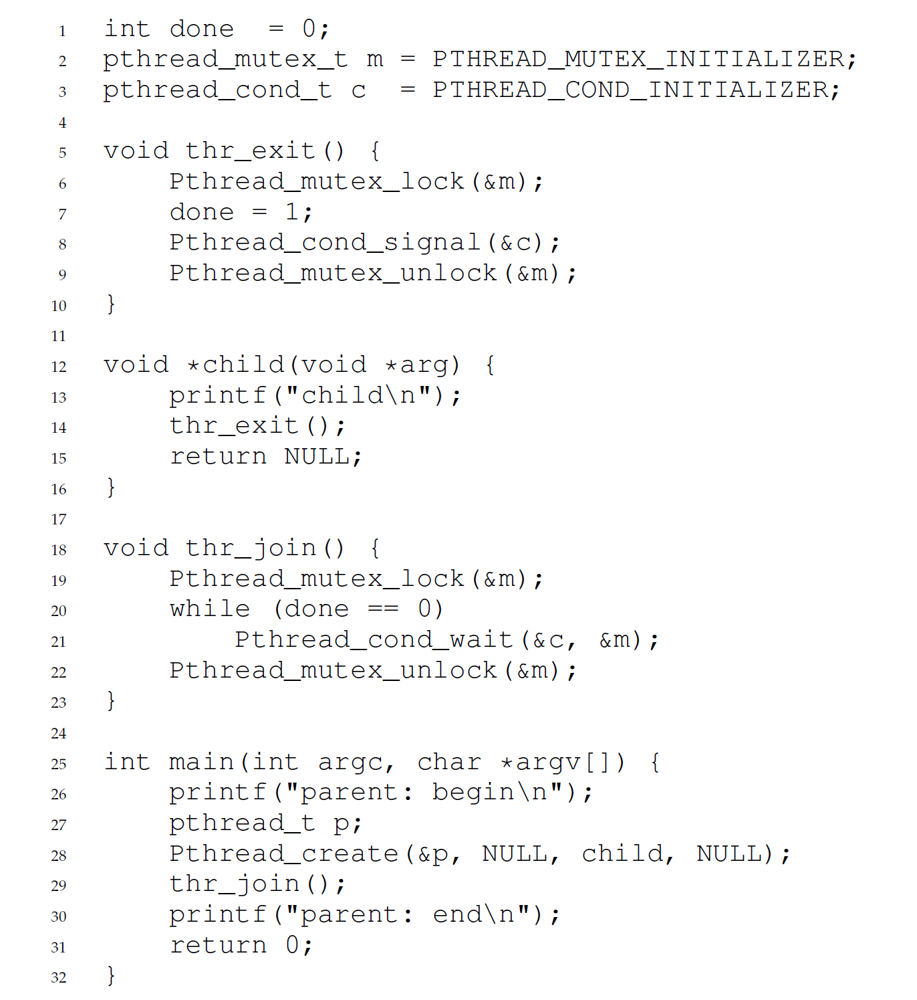 1 int done  = 0;
2 pthread_mutex_t m = PTHREAD_MUTEX_INITIALIZER;
3 pthread_cond_t c  = PTHREAD_COND_INITIALIZER;
4
5 void thr_exit() {
6     Pthread_mutex_lock(&m);
7     done = 1;
8     Pthread_cond_signal(&c);
9     Pthread_mutex_unlock(&m);
10 }
11
12 void *child(void *arg) {
13     printf("child\n");
14     thr_exit();
15     return NULL;
16 }
17
18 void thr_join() {
19     Pthread_mutex_lock(&m);
20     while (done == 0)
21         Pthread_cond_wait(&c, &m);
22     Pthread_mutex_unlock(&m);
23 }
24
25 int main(int argc, char *argv[]) {
26     printf("parent: begin\n");
27     pthread_t p;
28     Pthread_create(&p, NULL, child, NULL);
29     thr_join();
30     printf("parent: end\n");
31     return 0;
32 }